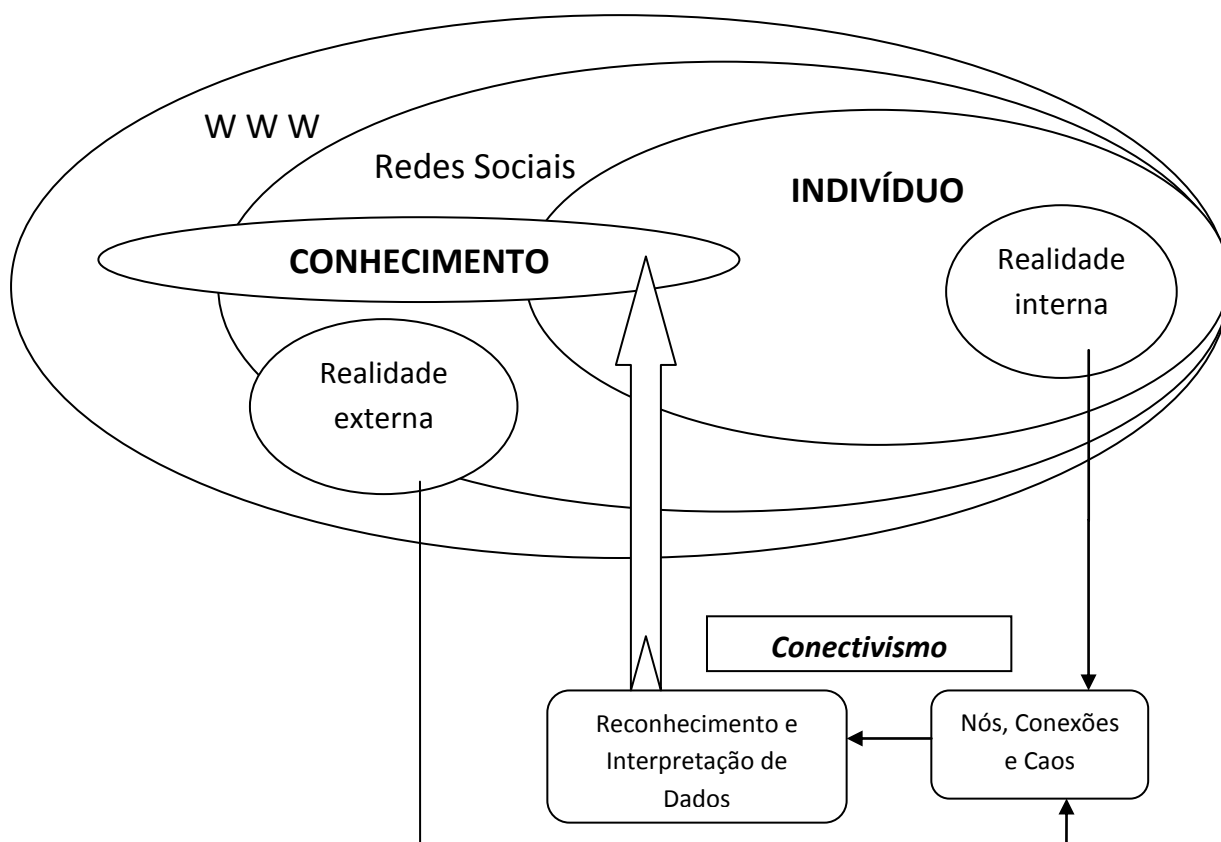 W W W
Redes Sociais
INDIVÍDUO
CONHECIMENTO
Realidade
interna
Realidade
externa
Conectivismo
Reconhecimento e
Interpretação de
Dados
Nós, Conexões
e Caos